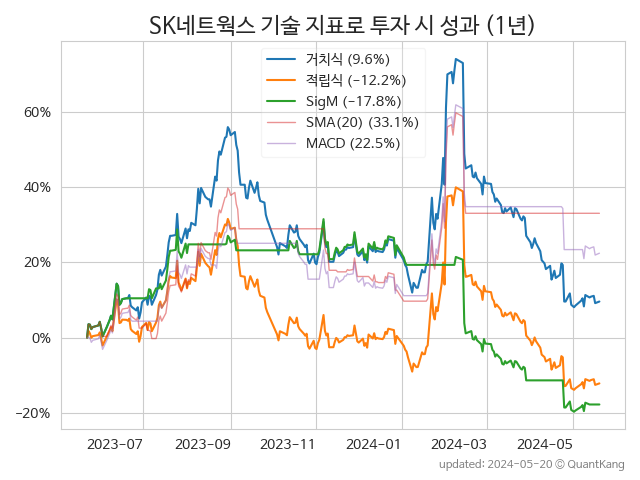 SK네트웍스 기술 지표로 투자 시 성과 (1년)
거치식 (9.6%)
적립식 (−12.2%)
SigM (−17.8%)
SMA(20) (33.1%)
MACD (22.5%)
60%
40%
20%
0%
−20%
2023-07
2023-09
2023-11
2024-01
2024-03
2024-05
updated: 2024-05-20 © QuantKang